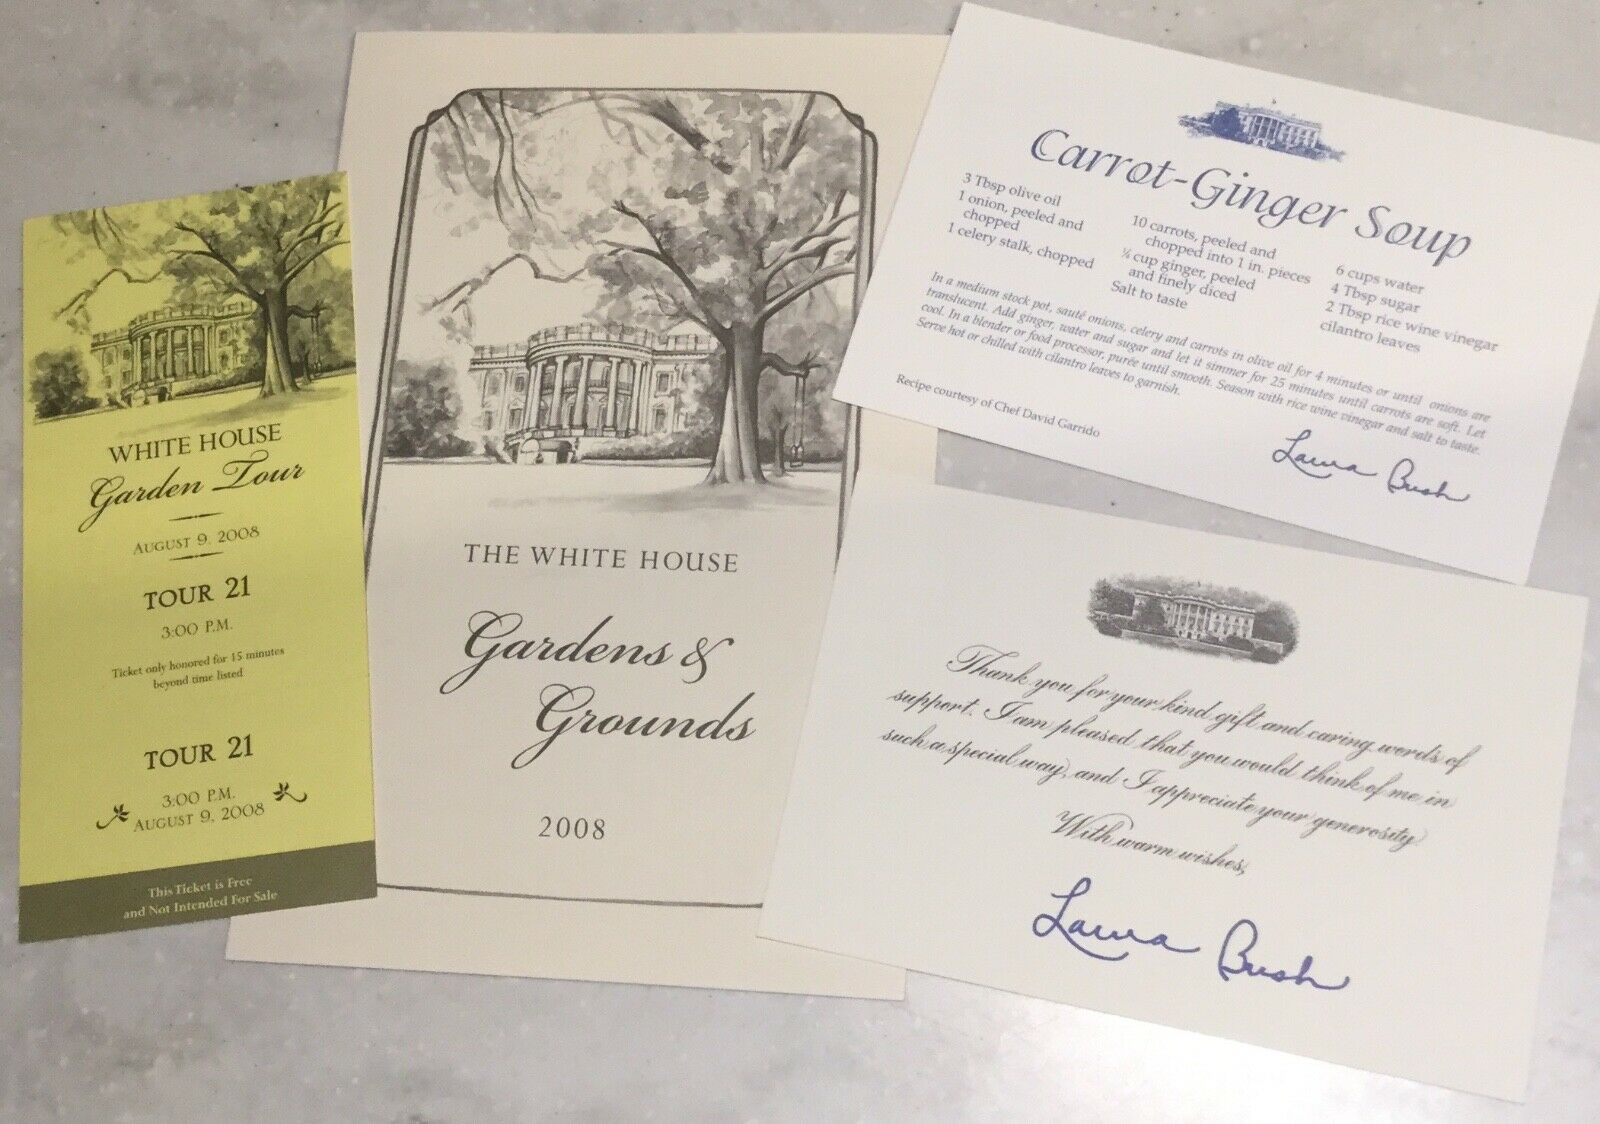 WHITE HOUSE
Garden Tour
AUGUST 9, 2008
TOUR 21
3:00 P.M.
Ticket only honored for 15 minutes
beyond time listed
TOUR 21
3:00 P.M.
AUGUST 9, 2008
This Ticket is Free
and Not Intended For Sale
THE WHITE HOUSE
Gardens &
Grounds
2008
Carrot-Ginger Soup
3 Tbsp olive oil
1 onion, peeled and
chopped
1 celery stalk, chopped
10 carrots, peeled and
chopped into 1 in. pieces
¼ cup ginger, peeled
and finely diced
Salt to taste
6 cups water
4 Tbsp sugar
2 Tbsp rice wine vinegar
cilantro leaves
In a medium stock pot, sauté onions, celery and carrots in olive oil for 4 minutes or until onions are
translucent. Add ginger, water and sugar and let it simmer for 25 minutes until carrots are soft. Let
cool. In a blender or food processor, purée until smooth. Season with rice wine vinegar and salt to taste.
Serve hot or chilled with cilantro leaves to garnish.
Recipe courtesy of Chef David Garrido
Laura Bush
Thank you for your kind gift and caring words of
support. I am pleased that you would think of me in
such a special way, and I appreciate your generosity
With warm wishes,
Laura Bush